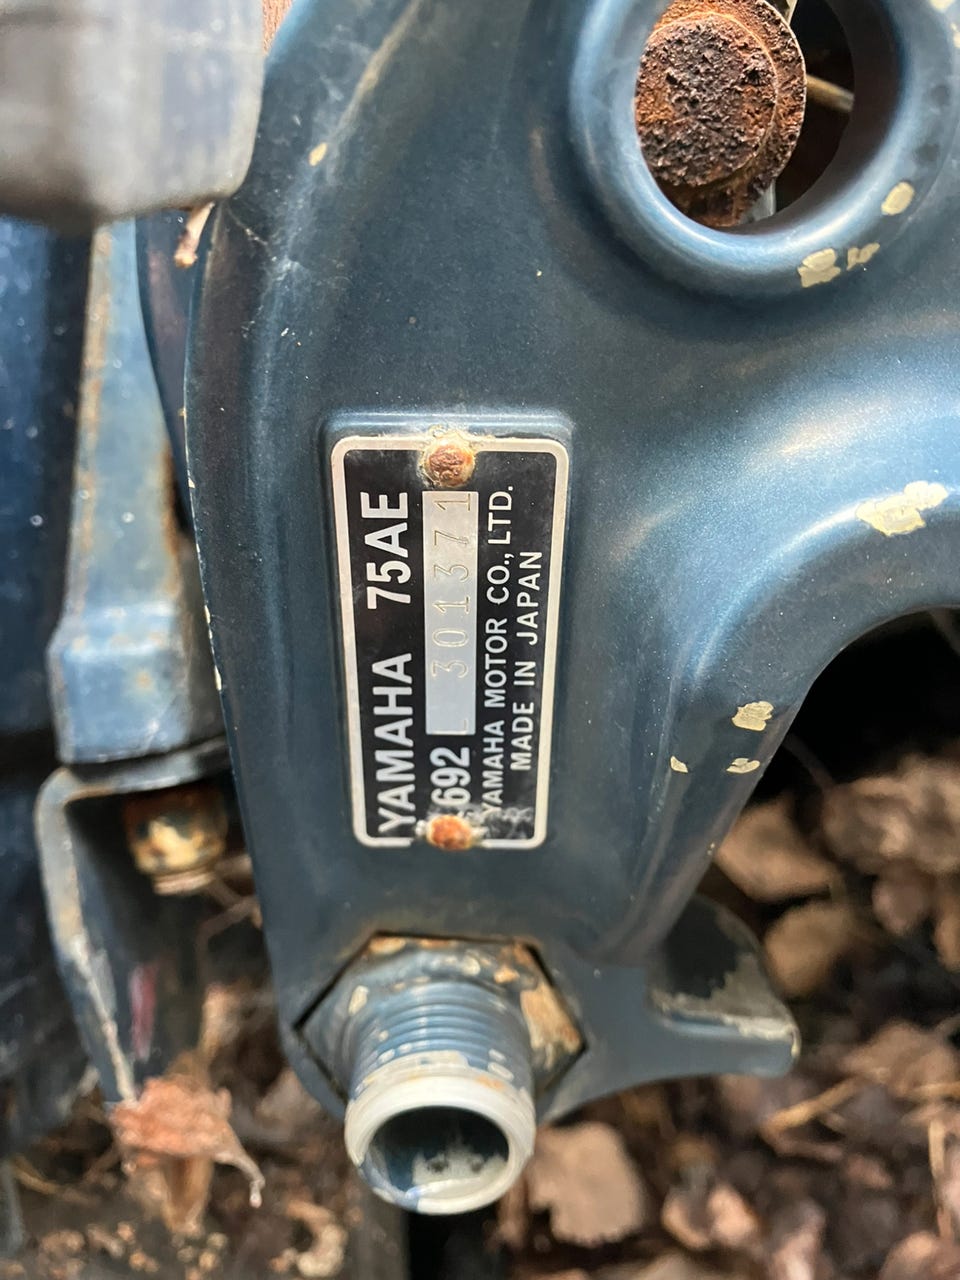 YAMAHA 75AE
692 L 301371
YAMAHA MOTOR CO., LTD.
MADE IN JAPAN